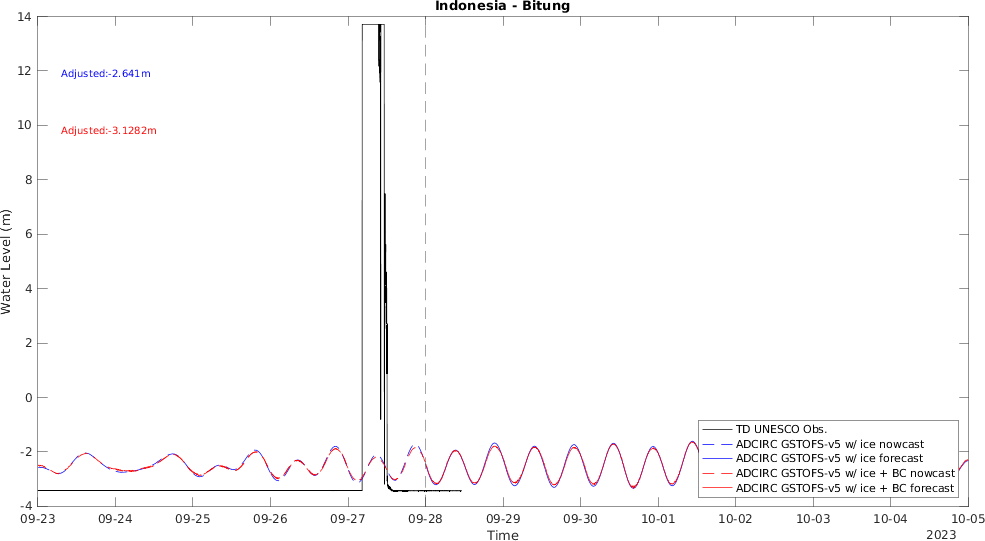 Indonesia - Bitung
Adjusted:-2.641m
Adjusted:-3.1282m
Water Level (m)
14
12
10
8
6
4
2
0
-2
-4
TD UNESCO Obs.
ADCIRC GSTOFS-v5 w/ ice nowcast
ADCIRC GSTOFS-v5 w/ ice forecast
ADCIRC GSTOFS-v5 w/ ice + BC nowcast
ADCIRC GSTOFS-v5 w/ ice + BC forecast
09-23 09-24 09-25 09-26 09-27 09-28 09-29 09-30 10-01 10-02 10-03 10-04 10-05
Time
2023